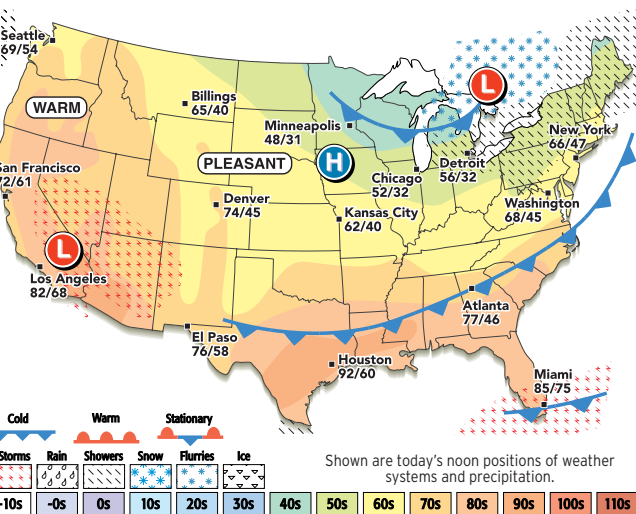 Seattle
69/54
WARM
Billings
65/40
Minneapolis
48/31
L
New York
66/47
PLEASANT
H
Chicago
52/32
Detroit
56/32
San Francisco
72/61
Denver
74/45
Kansas City
62/40
Washington
68/45
L
Los Angeles
82/68
Atlanta
77/46
El Paso
76/58
Houston
92/60
Miami
85/75
Cold Warm Stationary
Storms Rain Showers Snow Flurries Ice
Shown are today's noon positions of weather
systems and precipitation.
-10s -0s 0s 10s 20s 30s 40s 50s 60s 70s 80s 90s 100s 110s